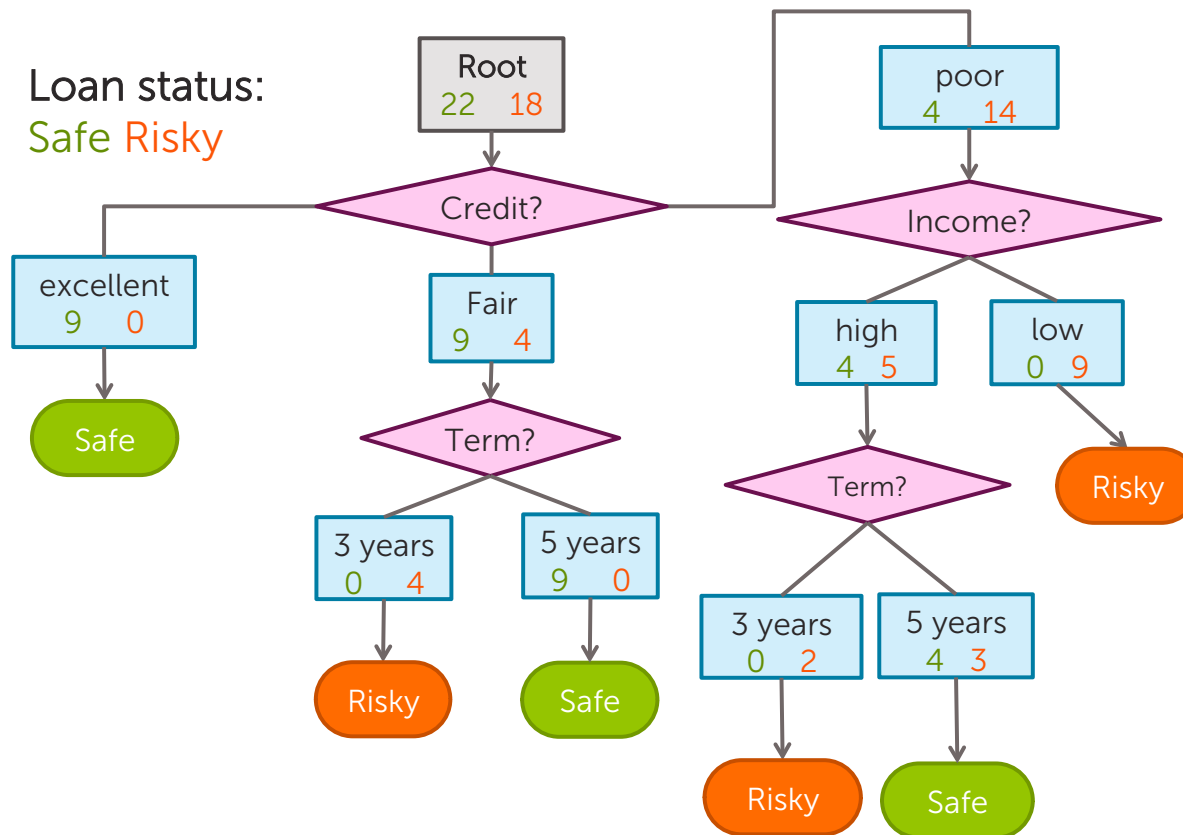 Loan status:
Safe Risky
Root
22 18
Credit?
excellent
9 0
Safe
Fair
9 4
Term?
3 years
0 4
Risky
5 years
9 0
Safe
poor
4 14
Income?
high
4 5
Term?
3 years
0 2
Risky
5 years
4 3
Safe
low
0 9
Risky